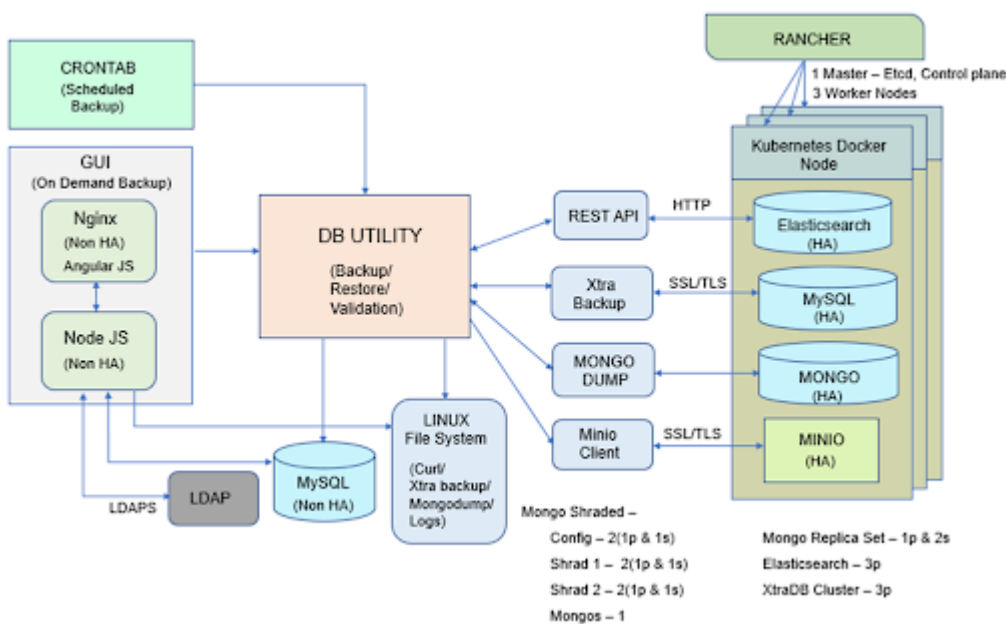 RANCHER
1 Master – Etcd, Control plane
3 Worker Nodes
CRONTAB
(Scheduled
Backup)
GUI
(On Demand Backup)
Nginx
(Non HA)
Angular JS
Node JS
(Non HA)
LDAPS
LDAP
DB UTILITY
(Backup/
Restore/
Validation)
MySQL
(Non HA)
LINUX
File System
(Curl/
Xtra backup/
Mongodump/
Logs)
REST API
HTTP
Xtra
Backup
SSL/TLS
MONGO
DUMP
Minio
Client
SSL/TLS
Kubernetes Docker
Node
Elasticsearch
(HA)
MySQL
(HA)
MONGO
(HA)
MINIO
(HA)
Mongo Shraded –
Config – 2(1p & 1s)
Shrad 1 – 2(1p & 1s)
Shrad 2 – 2(1p & 1s)
Mongos – 1
Mongo Replica Set – 1p & 2s
Elasticsearch – 3p
XtraDB Cluster – 3p